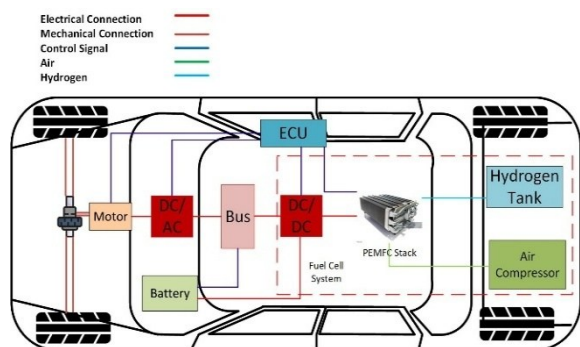 Electrical Connection
Mechanical Connection
Control Signal
Air
Hydrogen
ECU
Hydrogen
Tank
Motor
DC/
AC
Bus
DC/
DC
PEMFC Stack
Fuel Cell
System
Air
Compressor
Battery